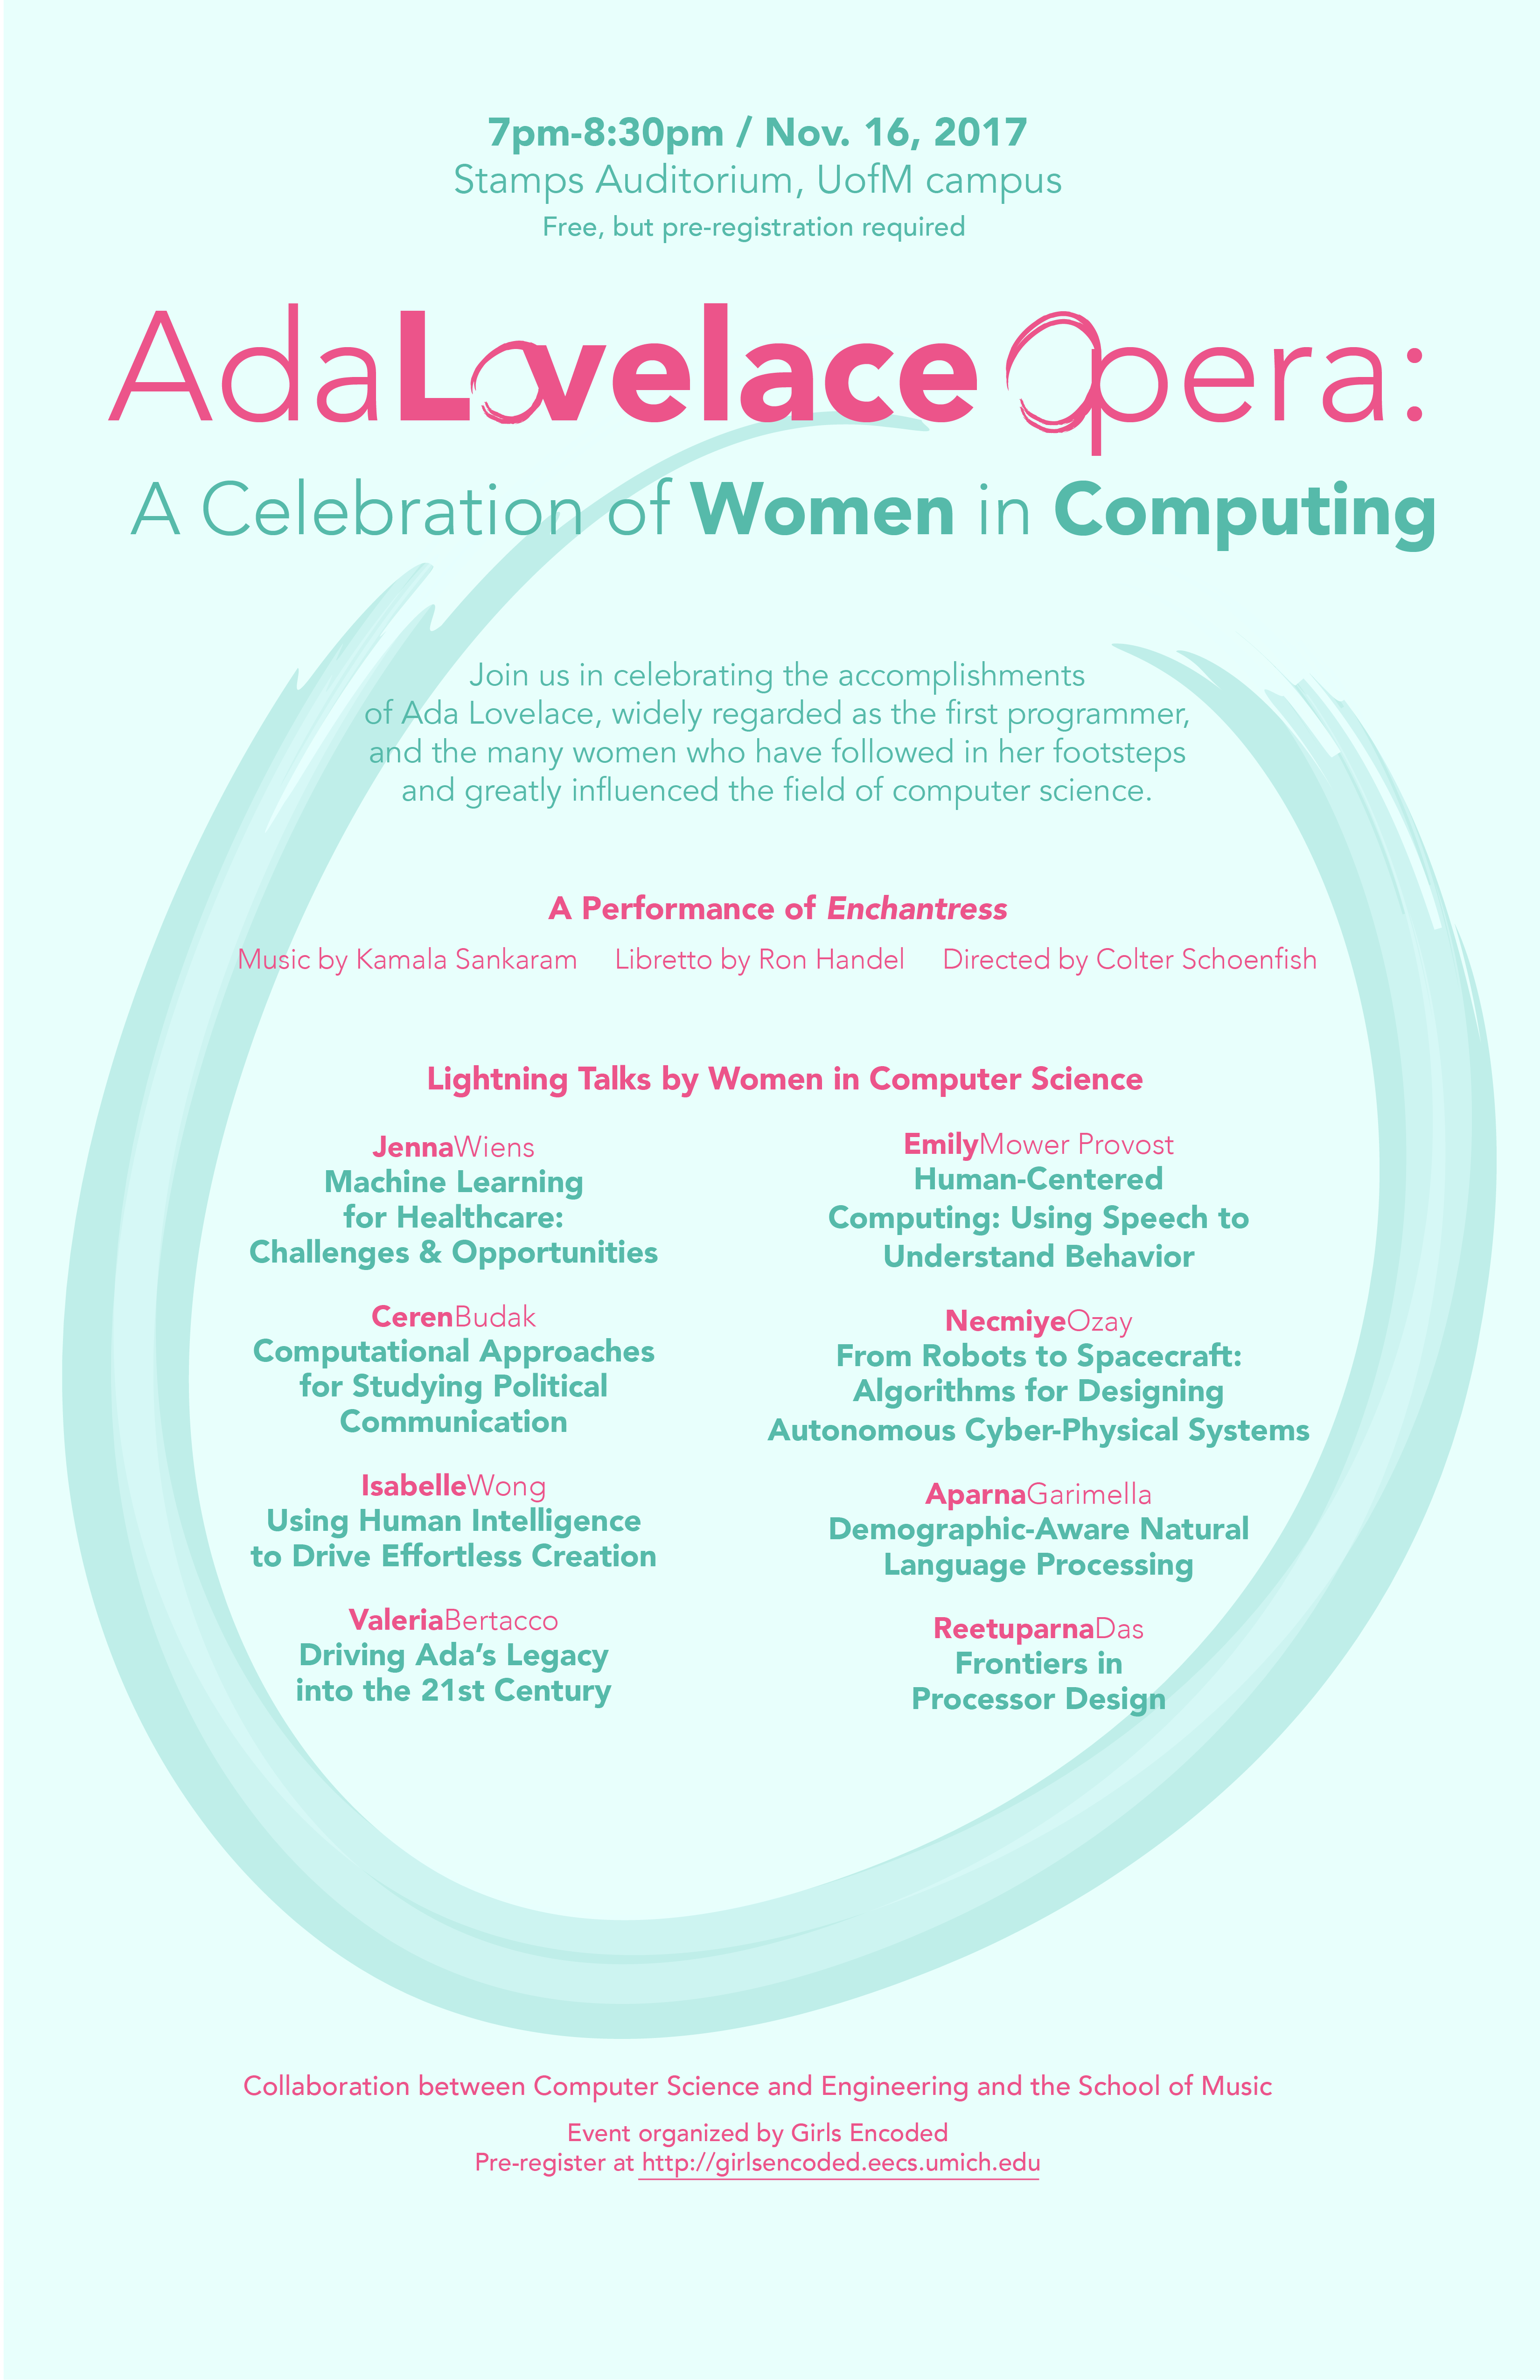 7pm-8:30pm / Nov. 16, 2017
Stamps Auditorium, UofM campus
Free, but pre-registration required
AdaLovelace Opera:
A Celebration of Women in Computing
Join us in celebrating the accomplishments
of Ada Lovelace, widely regarded as the first programmer,
and the many women who have followed in her footsteps
and greatly influenced the field of computer science.
A Performance of Enchantress
Music by Kamala Sankaram    Libretto by Ron Handel    Directed by Colter Schoenfish
Lightning Talks by Women in Computer Science
JennaWiens
Machine Learning
for Healthcare:
Challenges & Opportunities
CerenBudak
Computational Approaches
for Studying Political
Communication
IsabelleWong
Using Human Intelligence
to Drive Effortless Creation
ValeriaBertacco
Driving Ada’s Legacy
into the 21st Century
EmilyMower Provost
Human-Centered
Computing: Using Speech to
Understand Behavior
NecmiyeOzay
From Robots to Spacecraft:
Algorithms for Designing
Autonomous Cyber-Physical Systems
AparnaGarimella
Demographic-Aware Natural
Language Processing
ReetuparnaDas
Frontiers in
Processor Design
Collaboration between Computer Science and Engineering and the School of Music
Event organized by Girls Encoded
Pre-register at http://girlsencoded.eecs.umich.edu